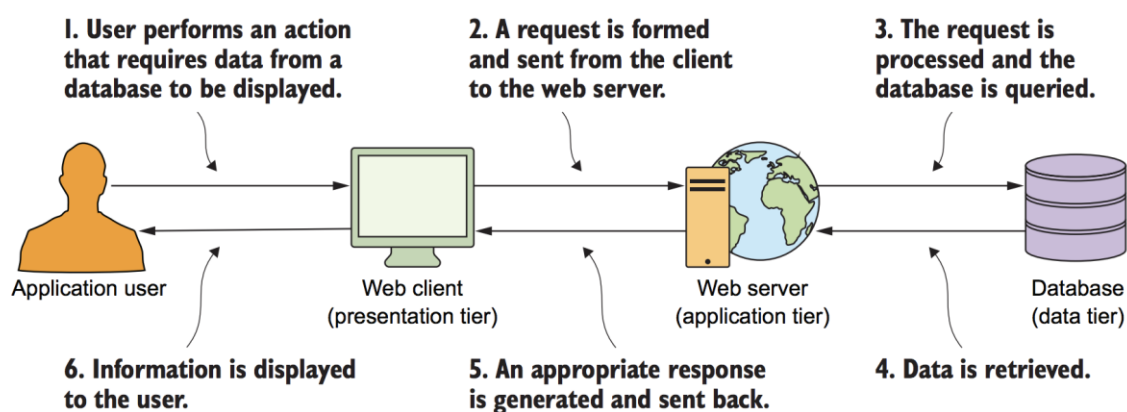 1. User performs an action
that requires data from a
database to be displayed.
2. A request is formed
and sent from the client
to the web server.
3. The request is
processed and the
database is queried.
Application user
Web client
(presentation tier)
Web server
(application tier)
Database
(data tier)
6. Information is displayed
to the user.
5. An appropriate response
is generated and sent back.
4. Data is retrieved.